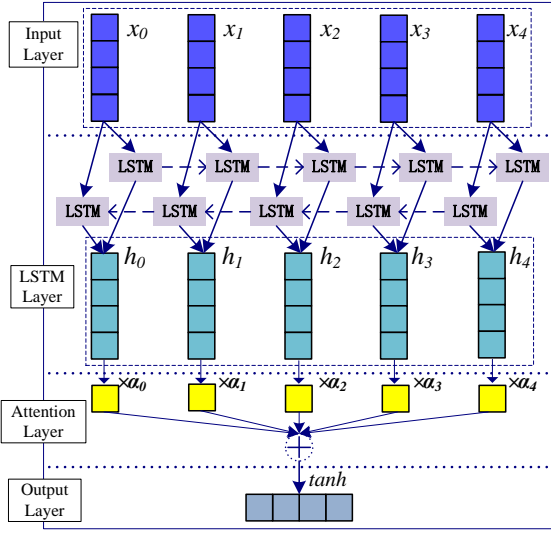 Input
Layer
x0 x1 x2 x3 x4
LSTM LSTM LSTM LSTM LSTM
LSTM LSTM LSTM LSTM LSTM
LSTM
Layer
h0 h1 h2 h3 h4
Attention
Layer
×α0 ×α1 ×α2 ×α3 ×α4
Output
Layer
tanh